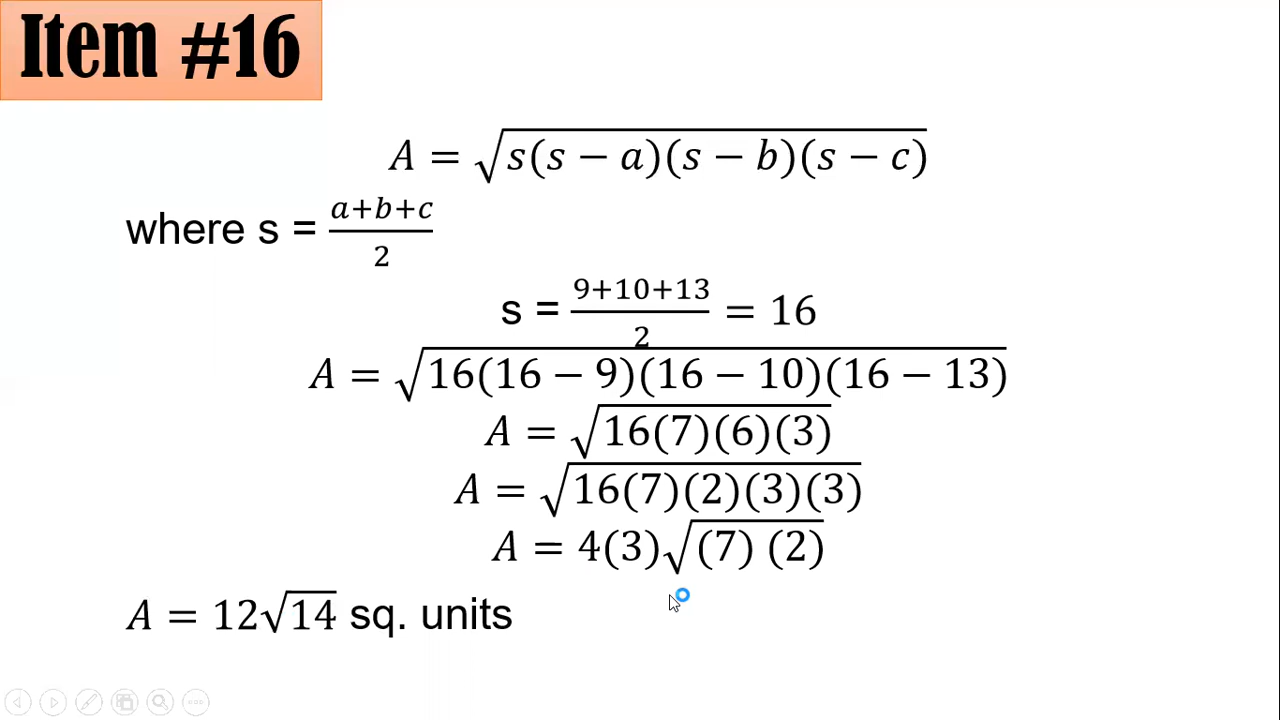 Item #16
A = √s(s − a)(s − b)(s − c)
where s = a+b+c/2
s = 9+10+13/2 = 16
A = √16(16 − 9)(16 − 10)(16 − 13)
A = √16(7)(6)(3)
A = √16(7)(2)(3)(3)
A = 4(3)√(7) (2)
A = 12√14 sq. units